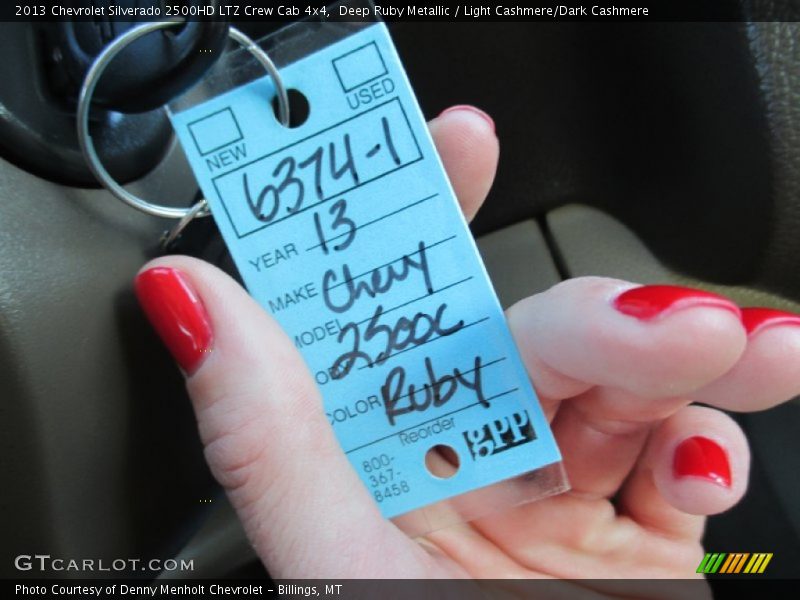 2013 Chevrolet Silverado 2500HD LTZ Crew Cab 4x4, Deep Ruby Metallic / Light Cashmere/Dark Cashmere
USED
NEW
6374-1
YEAR 13
MAKE Chevy
MODEL 2500C
COLOR Ruby
Reorder
gpp
800-
367-
8458
GTCARLOT.COM
Photo Courtesy of Denny Menholt Chevrolet - Billings, MT